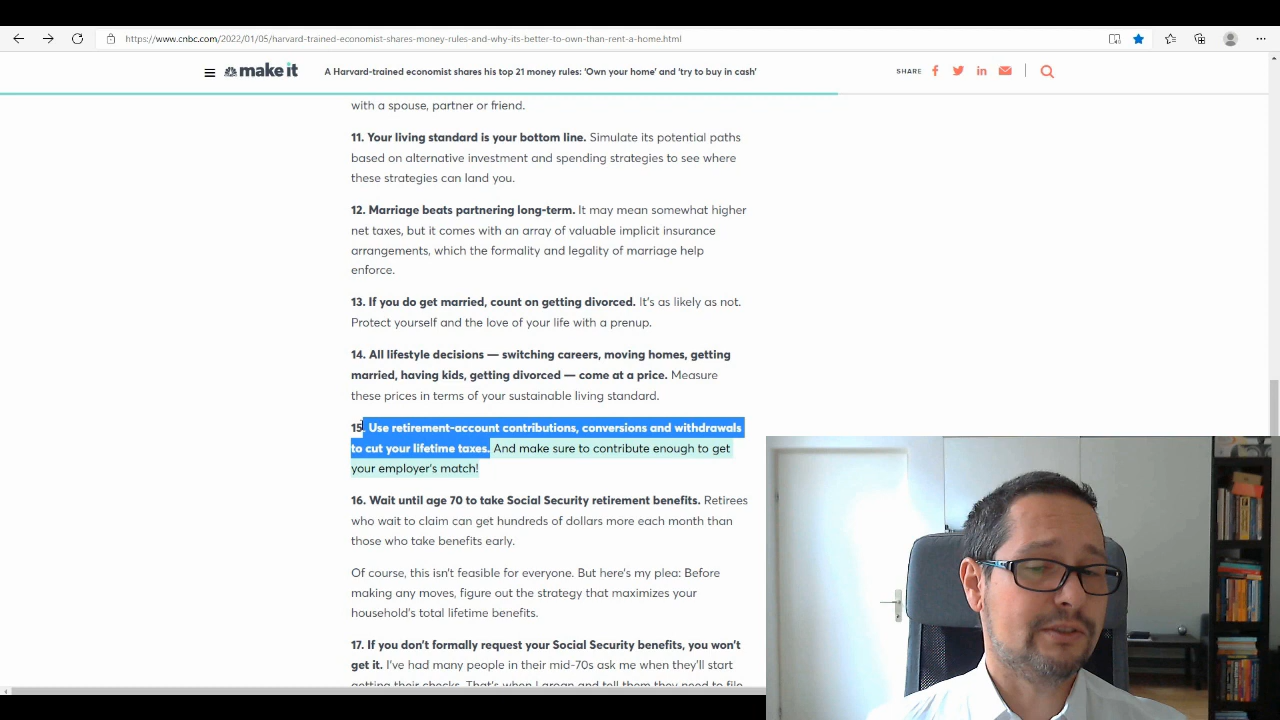 https://www.cnbc.com/2022/01/05/harvard-trained-economist-shares-money-rules-and-why-its-better-to-own-than-rent-a-home.html
make it
A Harvard-trained economist shares his top 21 money rules: ‘Own your home’ and ‘try to buy in cash’
SHARE
with a spouse, partner or friend.
11. Your living standard is your bottom line. Simulate its potential paths
based on alternative investment and spending strategies to see where
these strategies can land you.
12. Marriage beats partnering long-term. It may mean somewhat higher
net taxes, but it comes with an array of valuable implicit insurance
arrangements, which the formality and legality of marriage help
enforce.
13. If you do get married, count on getting divorced. It’s as likely as not.
Protect yourself and the love of your life with a prenup.
14. All lifestyle decisions — switching careers, moving homes, getting
married, having kids, getting divorced — come at a price. Measure
these prices in terms of your sustainable living standard.
15. Use retirement-account contributions, conversions and withdrawals
to cut your lifetime taxes. And make sure to contribute enough to get
your employer’s match!
16. Wait until age 70 to take Social Security retirement benefits. Retirees
who wait to claim can get hundreds of dollars more each month than
those who take benefits early.
Of course, this isn’t feasible for everyone. But here’s my plea: Before
making any moves, figure out the strategy that maximizes your
household’s total lifetime benefits.
17. If you don’t formally request your Social Security benefits, you won’t
get it. I’ve had many people in their mid-70s ask me when they’ll start
getting their checks. That’s when I groan and tell them they need to file